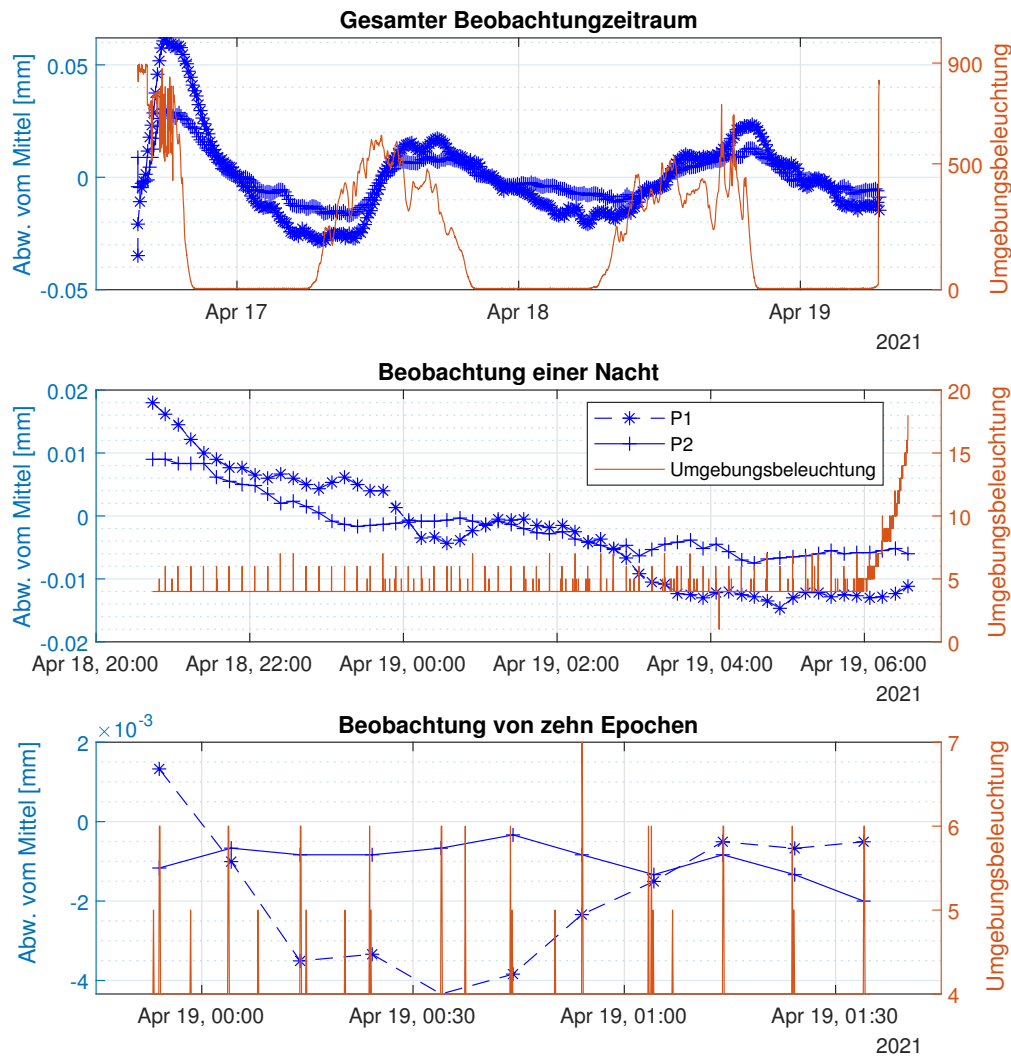 Gesamter Beobachtungzeitraum
0.05
0
-0.05
Abw. vom Mittel [mm]
900
500
0
Umgebungsbeleuchtung
Apr 17
Apr 18
Apr 19
2021
Beobachtung einer Nacht
0.02
0.01
0
-0.01
-0.02
Abw. vom Mittel [mm]
P1
P2
Umgebungsbeleuchtung
20
15
10
5
0
Umgebungsbeleuchtung
Apr 18, 20:00
Apr 18, 22:00
Apr 19, 00:00
Apr 19, 02:00
Apr 19, 04:00
Apr 19, 06:00
2021
×10-3
Beobachtung von zehn Epochen
2
0
-2
-4
Abw. vom Mittel [mm]
7
6
5
4
Umgebungsbeleuchtung
Apr 19, 00:00
Apr 19, 00:30
Apr 19, 01:00
Apr 19, 01:30
2021